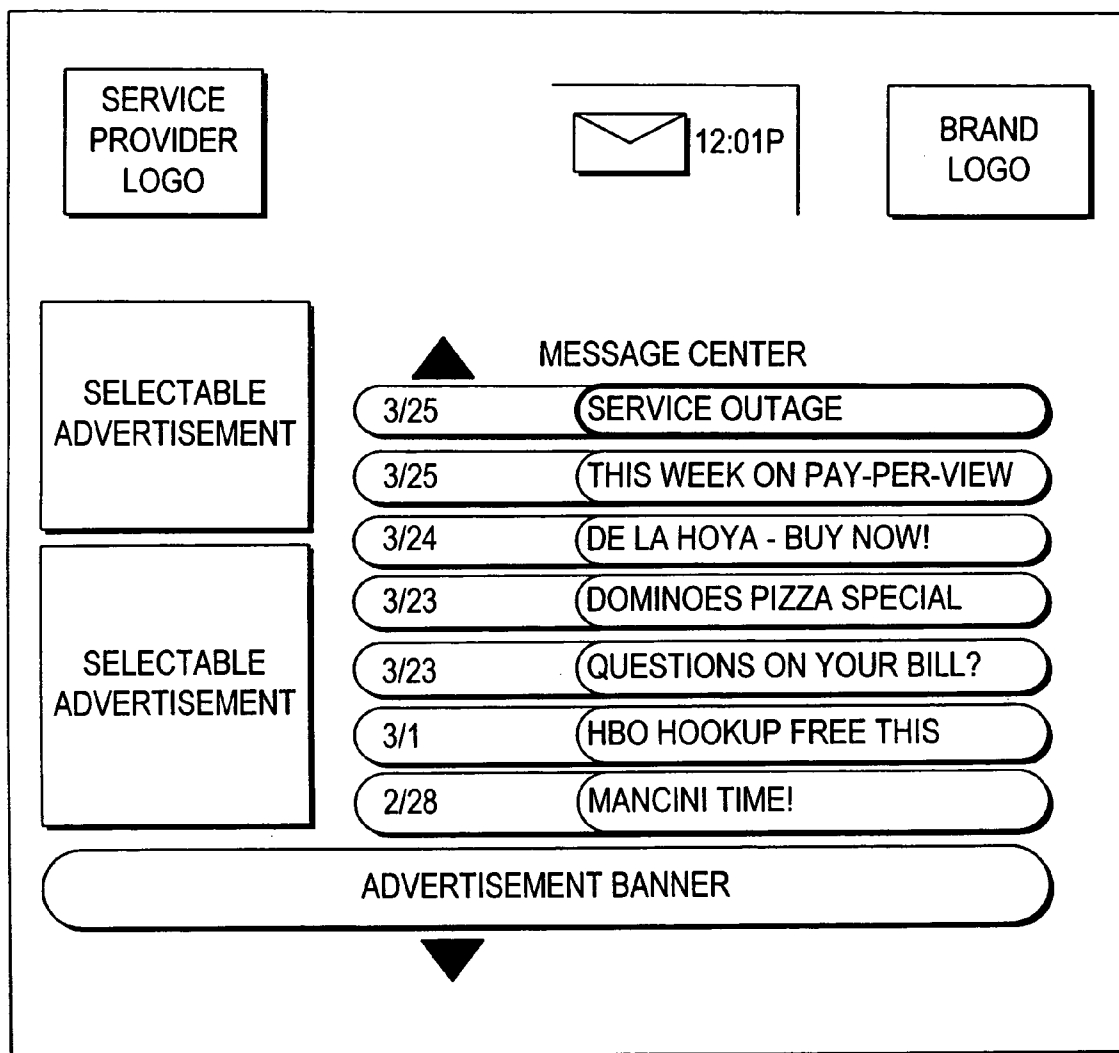 SERVICE
PROVIDER
LOGO
12:01P
BRAND
LOGO
SELECTABLE
ADVERTISEMENT
SELECTABLE
ADVERTISEMENT
MESSAGE CENTER
3/25 SERVICE OUTAGE
3/25 THIS WEEK ON PAY-PER-VIEW
3/24 DE LA HOYA - BUY NOW!
3/23 DOMINOES PIZZA SPECIAL
3/23 QUESTIONS ON YOUR BILL?
3/1 HBO HOOKUP FREE THIS
2/28 MANCINI TIME!
ADVERTISEMENT BANNER